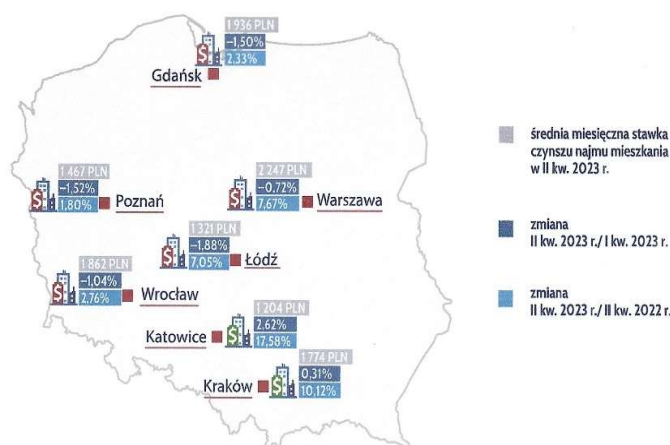 1 936 PLN
–1,50%
2,33%
Gdańsk
1 467 PLN
–1,52%
1,80%
Poznań
2 247 PLN
–0,72%
7,67%
Warszawa
1 321 PLN
–1,88%
7,05%
Łódź
1 862 PLN
–1,04%
2,76%
Wrocław
1 204 PLN
2,62%
17,58%
Katowice
1 774 PLN
0,31%
10,12%
Kraków
średnia miesięczna stawka
czynszu najmu mieszkania
w II kw. 2023 r.
zmiana
II kw. 2023 r./ I kw. 2023 r.
zmiana
II kw. 2023 r./ II kw. 2022 r.